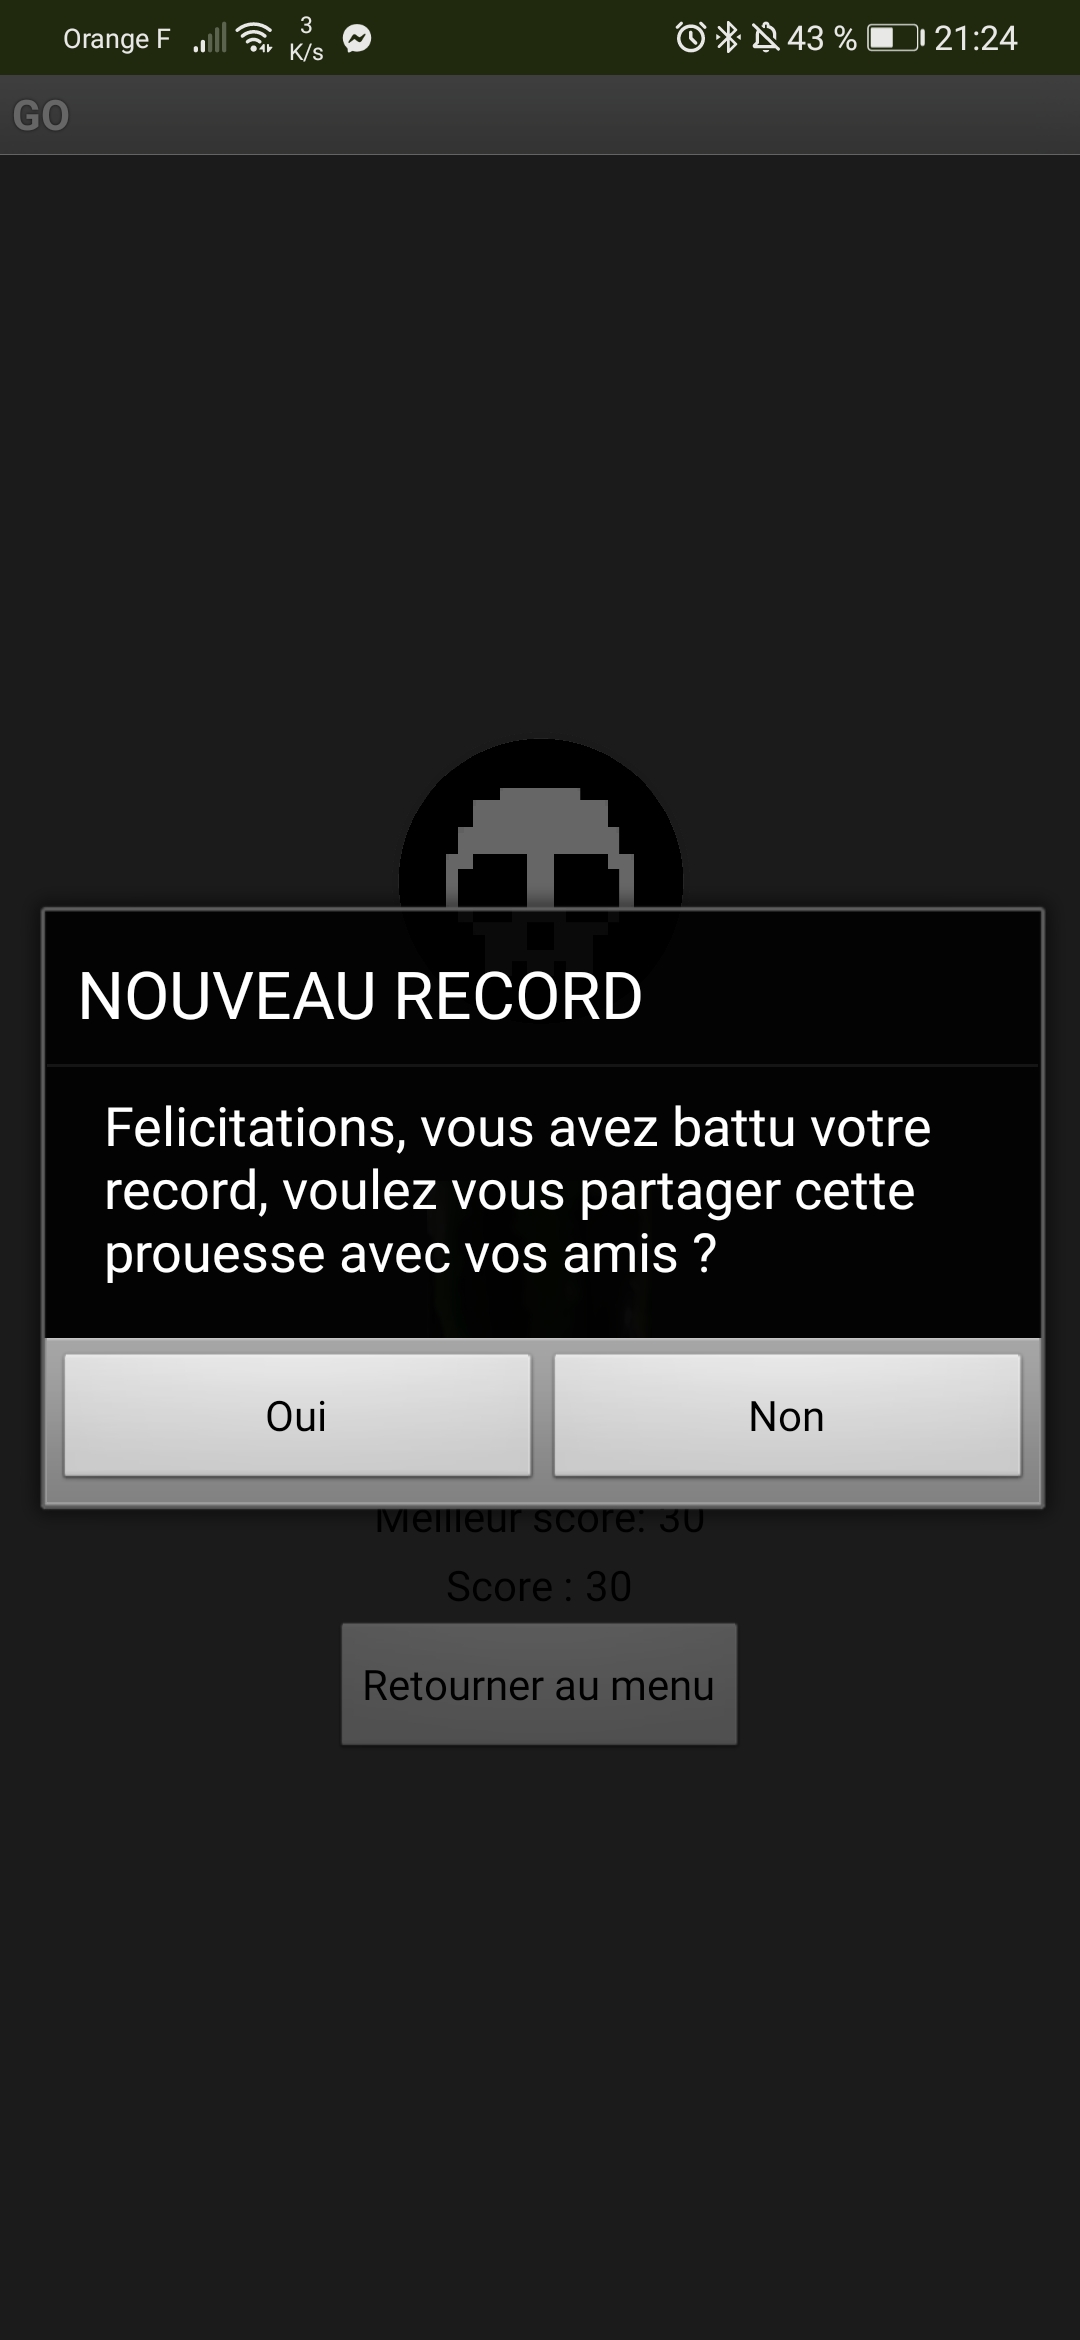 Orange F 3 K/s 43 % 21:24
GO
NOUVEAU RECORD
Felicitations, vous avez battu votre
record, voulez vous partager cette
prouesse avec vos amis ?
Oui Non
Meilleur score: 30
Score : 30
Retourner au menu